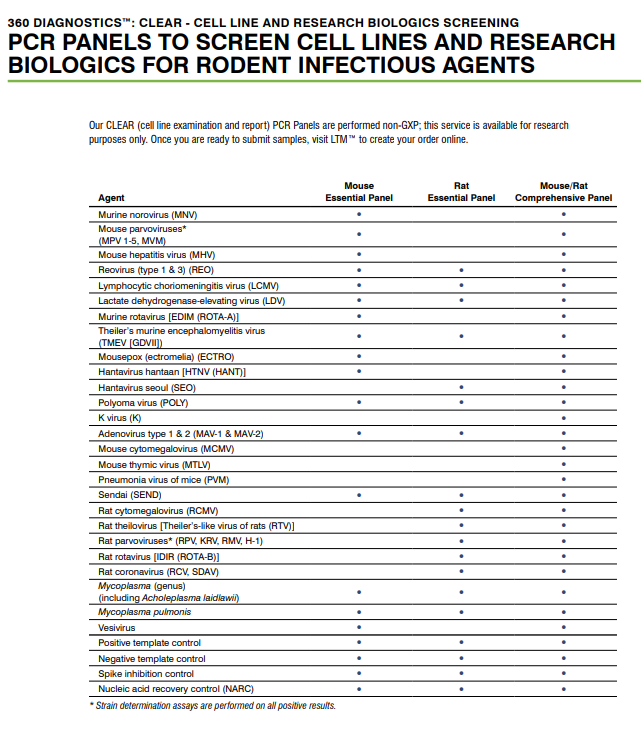 360 DIAGNOSTICS™: CLEAR - CELL LINE AND RESEARCH BIOLOGICS SCREENING
PCR PANELS TO SCREEN CELL LINES AND RESEARCH
BIOLOGICS FOR RODENT INFECTIOUS AGENTS
Our CLEAR (cell line examination and report) PCR Panels are performed non-GXP; this service is available for research
purposes only. Once you are ready to submit samples, visit LTM™ to create your order online.
Agent Mouse Essential Panel Rat Essential Panel Mouse/Rat Comprehensive Panel
Murine norovirus (MNV) • •
Mouse parvoviruses*
(MPV 1-5, MVM) • •
Mouse hepatitis virus (MHV) • •
Reovirus (type 1 & 3) (REO) • • •
Lymphocytic choriomeningitis virus (LCMV) • • •
Lactate dehydrogenase-elevating virus (LDV) • • •
Murine rotavirus [EDIM (ROTA-A)] • •
Theiler's murine encephalomyelitis virus
(TMEV [GDVII]) • • •
Mousepox (ectromelia) (ECTRO) • •
Hantavirus hantaan [HTNV (HANT)] • •
Hantavirus seoul (SEO) • •
Polyoma virus (POLY) • • •
K virus (K) •
Adenovirus type 1 & 2 (MAV-1 & MAV-2) • • •
Mouse cytomegalovirus (MCMV) •
Mouse thymic virus (MTLV) •
Pneumonia virus of mice (PVM) •
Sendai (SEND) • • •
Rat cytomegalovirus (RCMV) • •
Rat theilovirus [Theiler's-like virus of rats (RTV)] • •
Rat parvoviruses* (RPV, KRV, RMV, H-1) • •
Rat rotavirus [IDIR (ROTA-B)] • •
Rat coronavirus (RCV, SDAV) • •
Mycoplasma (genus)
(including Acholeplasma laidlawii) • • •
Mycoplasma pulmonis • • •
Vesivirus • •
Positive template control • • •
Negative template control • • •
Spike inhibition control • • •
Nucleic acid recovery control (NARC) • • •
* Strain determination assays are performed on all positive results.